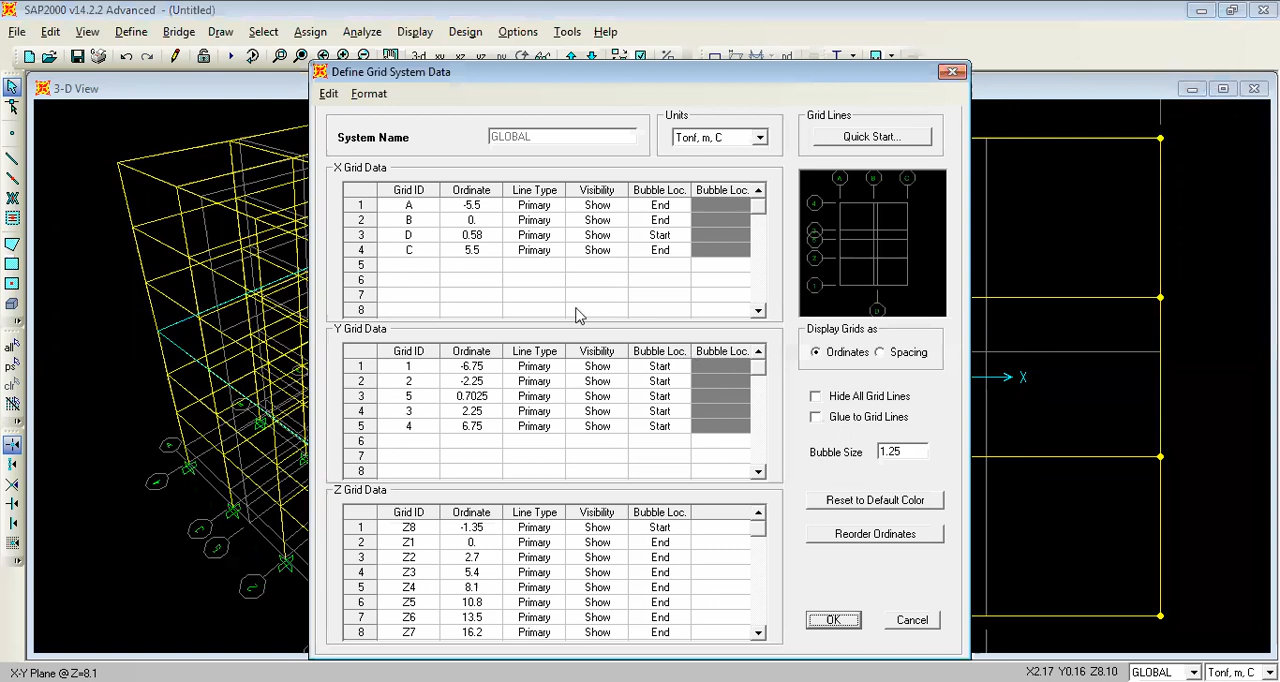 SAP2000 v14.2.2 Advanced - (Untitled)
File Edit View Define Bridge Draw Select Assign Analyze Display Design Options Tools Help
3-d xy xz yz nd
3-D View
Define Grid System Data
Edit Format
System Name GLOBAL
Units
Tonf, m, C
Grid Lines
Quick Start...
X Grid Data
Grid ID Ordinate Line Type Visibility Bubble Loc. Bubble Loc.
1 A -5.5 Primary Show End
2 B 0. Primary Show End
3 D 0.58 Primary Show Start
4 C 5.5 Primary Show End
5
6
7
8
Y Grid Data
Grid ID Ordinate Line Type Visibility Bubble Loc. Bubble Loc.
1 1 -6.75 Primary Show Start
2 2 -2.25 Primary Show Start
3 5 0.7025 Primary Show Start
4 3 2.25 Primary Show Start
5 4 6.75 Primary Show Start
6
7
8
Z Grid Data
Grid ID Ordinate Line Type Visibility Bubble Loc.
1 Z8 -1.35 Primary Show Start
2 Z1 0. Primary Show End
3 Z2 2.7 Primary Show End
4 Z3 5.4 Primary Show End
5 Z4 8.1 Primary Show End
6 Z5 10.8 Primary Show End
7 Z6 13.5 Primary Show End
8 Z7 16.2 Primary Show End
A B C
4
2
1
D
Display Grids as
Ordinates Spacing
Hide All Grid Lines
Glue to Grid Lines
Bubble Size 1.25
Reset to Default Color
Reorder Ordinates
OK Cancel
X
all
ps
clr
X-Y Plane @ Z=8.1
X2.17 Y0.16 Z8.10
GLOBAL
Tonf, m, C